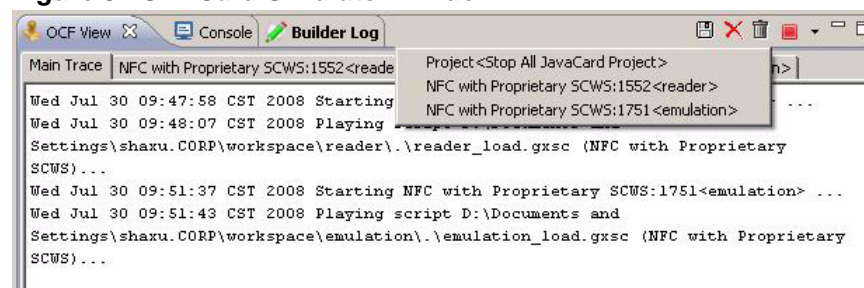 OCF View Console Builder Log
Main Trace NFC with Proprietary SCWS:1552<reade n>
Project<Stop All JavaCard Project>
NFC with Proprietary SCWS:1552<reader>
NFC with Proprietary SCWS:1751<emulation>
Wed Jul 30 09:47:58 CST 2008 Starting ...
Wed Jul 30 09:48:07 CST 2008 Playing
Settings\shaxu.CORP\workspace\reader\.\reader_load.gxsc (NFC with Proprietary
SCWS)...
Wed Jul 30 09:51:37 CST 2008 Starting NFC with Proprietary SCWS:1751<emulation> ...
Wed Jul 30 09:51:43 CST 2008 Playing script D:\Documents and
Settings\shaxu.CORP\workspace\emulation\.\emulation_load.gxsc (NFC with Proprietary
SCWS)...